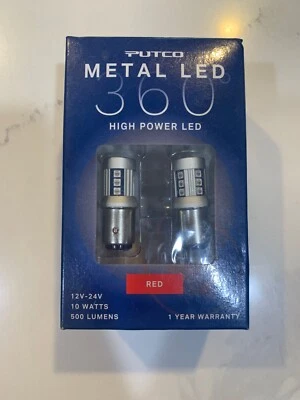 PUTCO
METAL LED
360°
HIGH POWER LED
RED
12V-24V
10 WATTS
500 LUMENS
1 YEAR WARRANTY